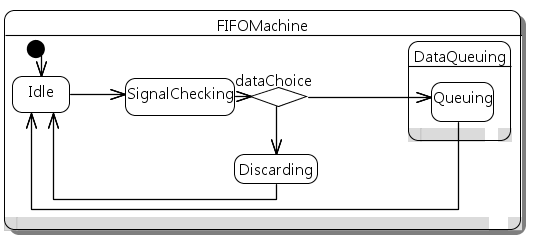 FIFOMachine
dataChoice
DataQueuing
Idle
SignalChecking
Queuing
Discarding